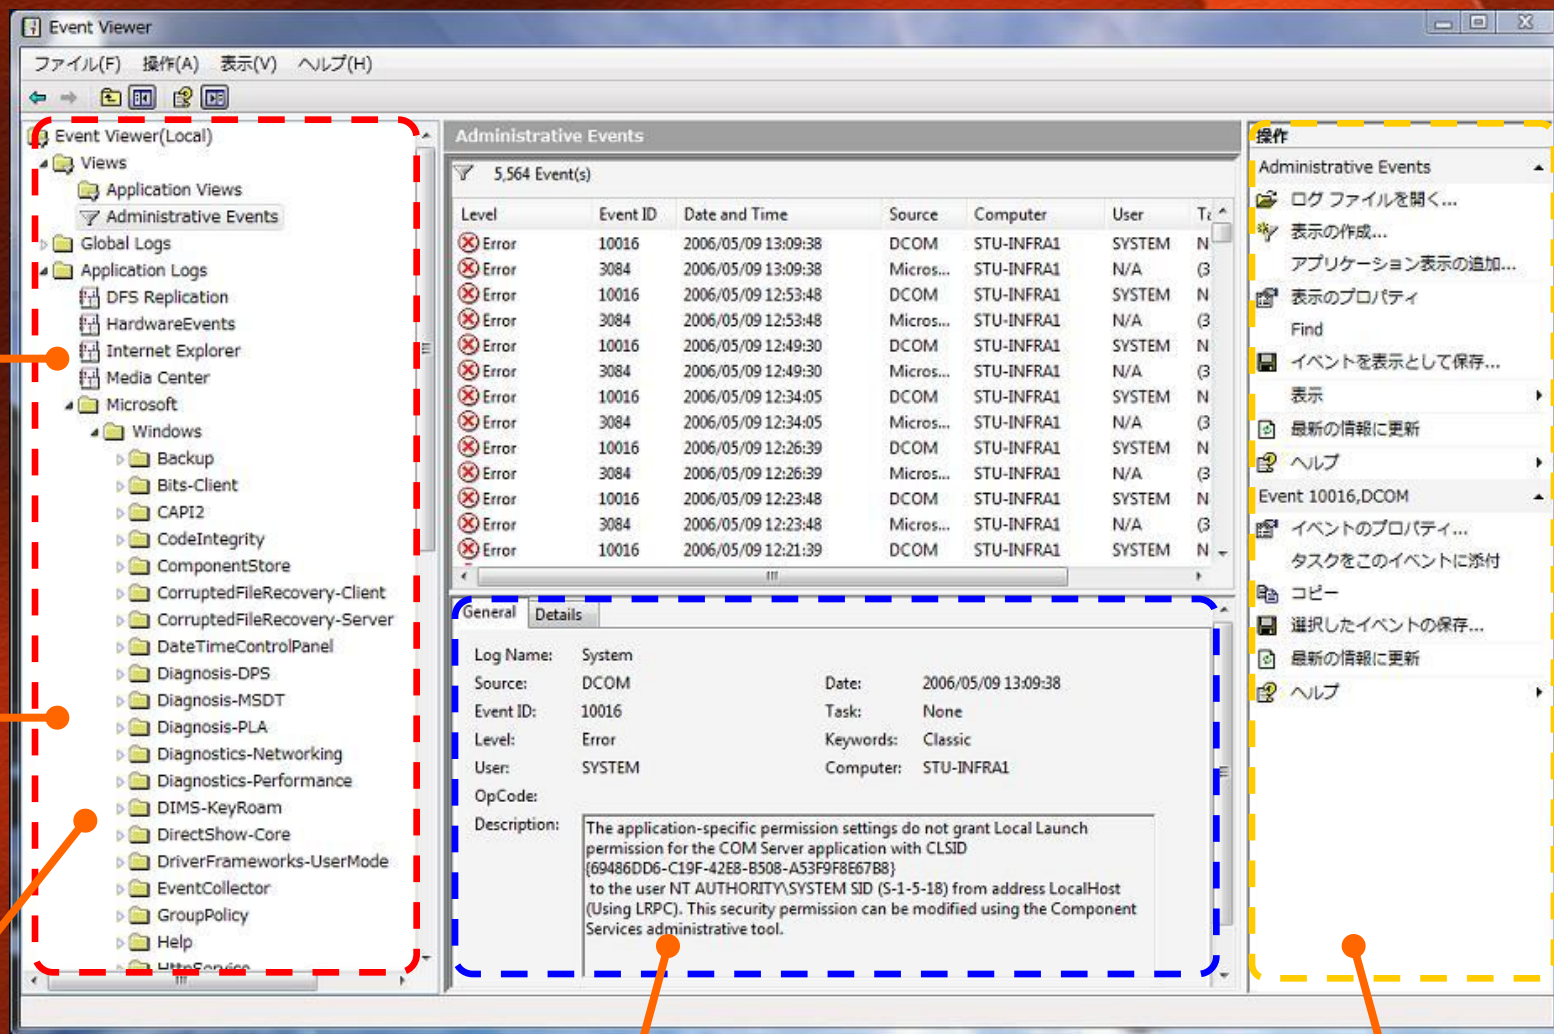 Event Viewer
ファイル(F) 操作(A) 表示(V) ヘルプ(H)
Event Viewer(Local)
Views
Application Views
Administrative Events
Global Logs
Application Logs
DFS Replication
HardwareEvents
Internet Explorer
Media Center
Microsoft
Windows
Backup
Bits-Client
CAPI2
CodeIntegrity
ComponentStore
CorruptedFileRecovery-Client
CorruptedFileRecovery-Server
DateTimeControlPanel
Diagnosis-DPS
Diagnosis-MSDT
Diagnosis-PLA
Diagnostics-Networking
Diagnostics-Performance
DIMS-KeyRoam
DirectShow-Core
DriverFrameworks-UserMode
EventCollector
GroupPolicy
Help
HttpService
Administrative Events
5,564 Event(s)
Level Event ID Date and Time Source Computer User
Error 10016 2006/05/09 13:09:38 DCOM STU-INFRA1 SYSTEM N
Error 3084 2006/05/09 13:09:38 Micros... STU-INFRA1 N/A (3
Error 10016 2006/05/09 12:53:48 DCOM STU-INFRA1 SYSTEM N
Error 3084 2006/05/09 12:53:48 Micros... STU-INFRA1 N/A (3
Error 10016 2006/05/09 12:49:30 DCOM STU-INFRA1 SYSTEM N
Error 3084 2006/05/09 12:49:30 Micros... STU-INFRA1 N/A (3
Error 10016 2006/05/09 12:34:05 DCOM STU-INFRA1 SYSTEM N
Error 3084 2006/05/09 12:34:05 Micros... STU-INFRA1 N/A (3
Error 10016 2006/05/09 12:26:39 DCOM STU-INFRA1 SYSTEM N
Error 3084 2006/05/09 12:26:39 Micros... STU-INFRA1 N/A (3
Error 10016 2006/05/09 12:23:48 DCOM STU-INFRA1 SYSTEM N
Error 3084 2006/05/09 12:23:48 Micros... STU-INFRA1 N/A (3
Error 10016 2006/05/09 12:21:39 DCOM STU-INFRA1 SYSTEM N
General Details
Log Name: System
Source: DCOM Date: 2006/05/09 13:09:38
Event ID: 10016 Task: None
Level: Error Keywords: Classic
User: SYSTEM Computer: STU-INFRA1
OpCode:
Description: The application-specific permission settings do not grant Local Launch
permission for the COM Server application with CLSID
{69486DD6-C19F-42E8-B508-A53F9F8E67B8}
to the user NT AUTHORITY\SYSTEM SID (S-1-5-18) from address LocalHost
(Using LRPC). This security permission can be modified using the Component
Services administrative tool.
操作
Administrative Events
ログ ファイルを開く...
表示の作成...
アプリケーション表示の追加...
表示のプロパティ
Find
イベントを表示として保存...
表示
最新の情報に更新
ヘルプ
Event 10016,DCOM
イベントのプロパティ...
タスクをこのイベントに添付
コピー
選択したイベントの保存...
最新の情報に更新
ヘルプ